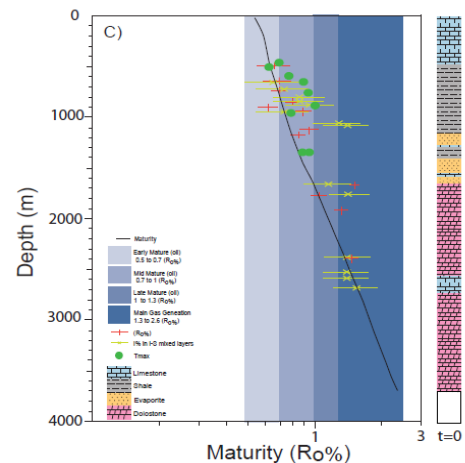 C)
0
1000
2000
3000
4000
Depth (m)
Maturity
Early Mature (oil)
0.5 to 0.7 (Ro%)
Mid Mature (oil)
0.7 to 1 (Ro%)
Late Mature (oil)
1 to 1.3 (Ro%)
Main Gas Generation
1.3 to 2.6 (Ro%)
(Ro%)
I% in I-S mixed layers
Tmax
Limestone
Shale
Evaporite
Dolostone
1
3
t=0
Maturity (Ro%)